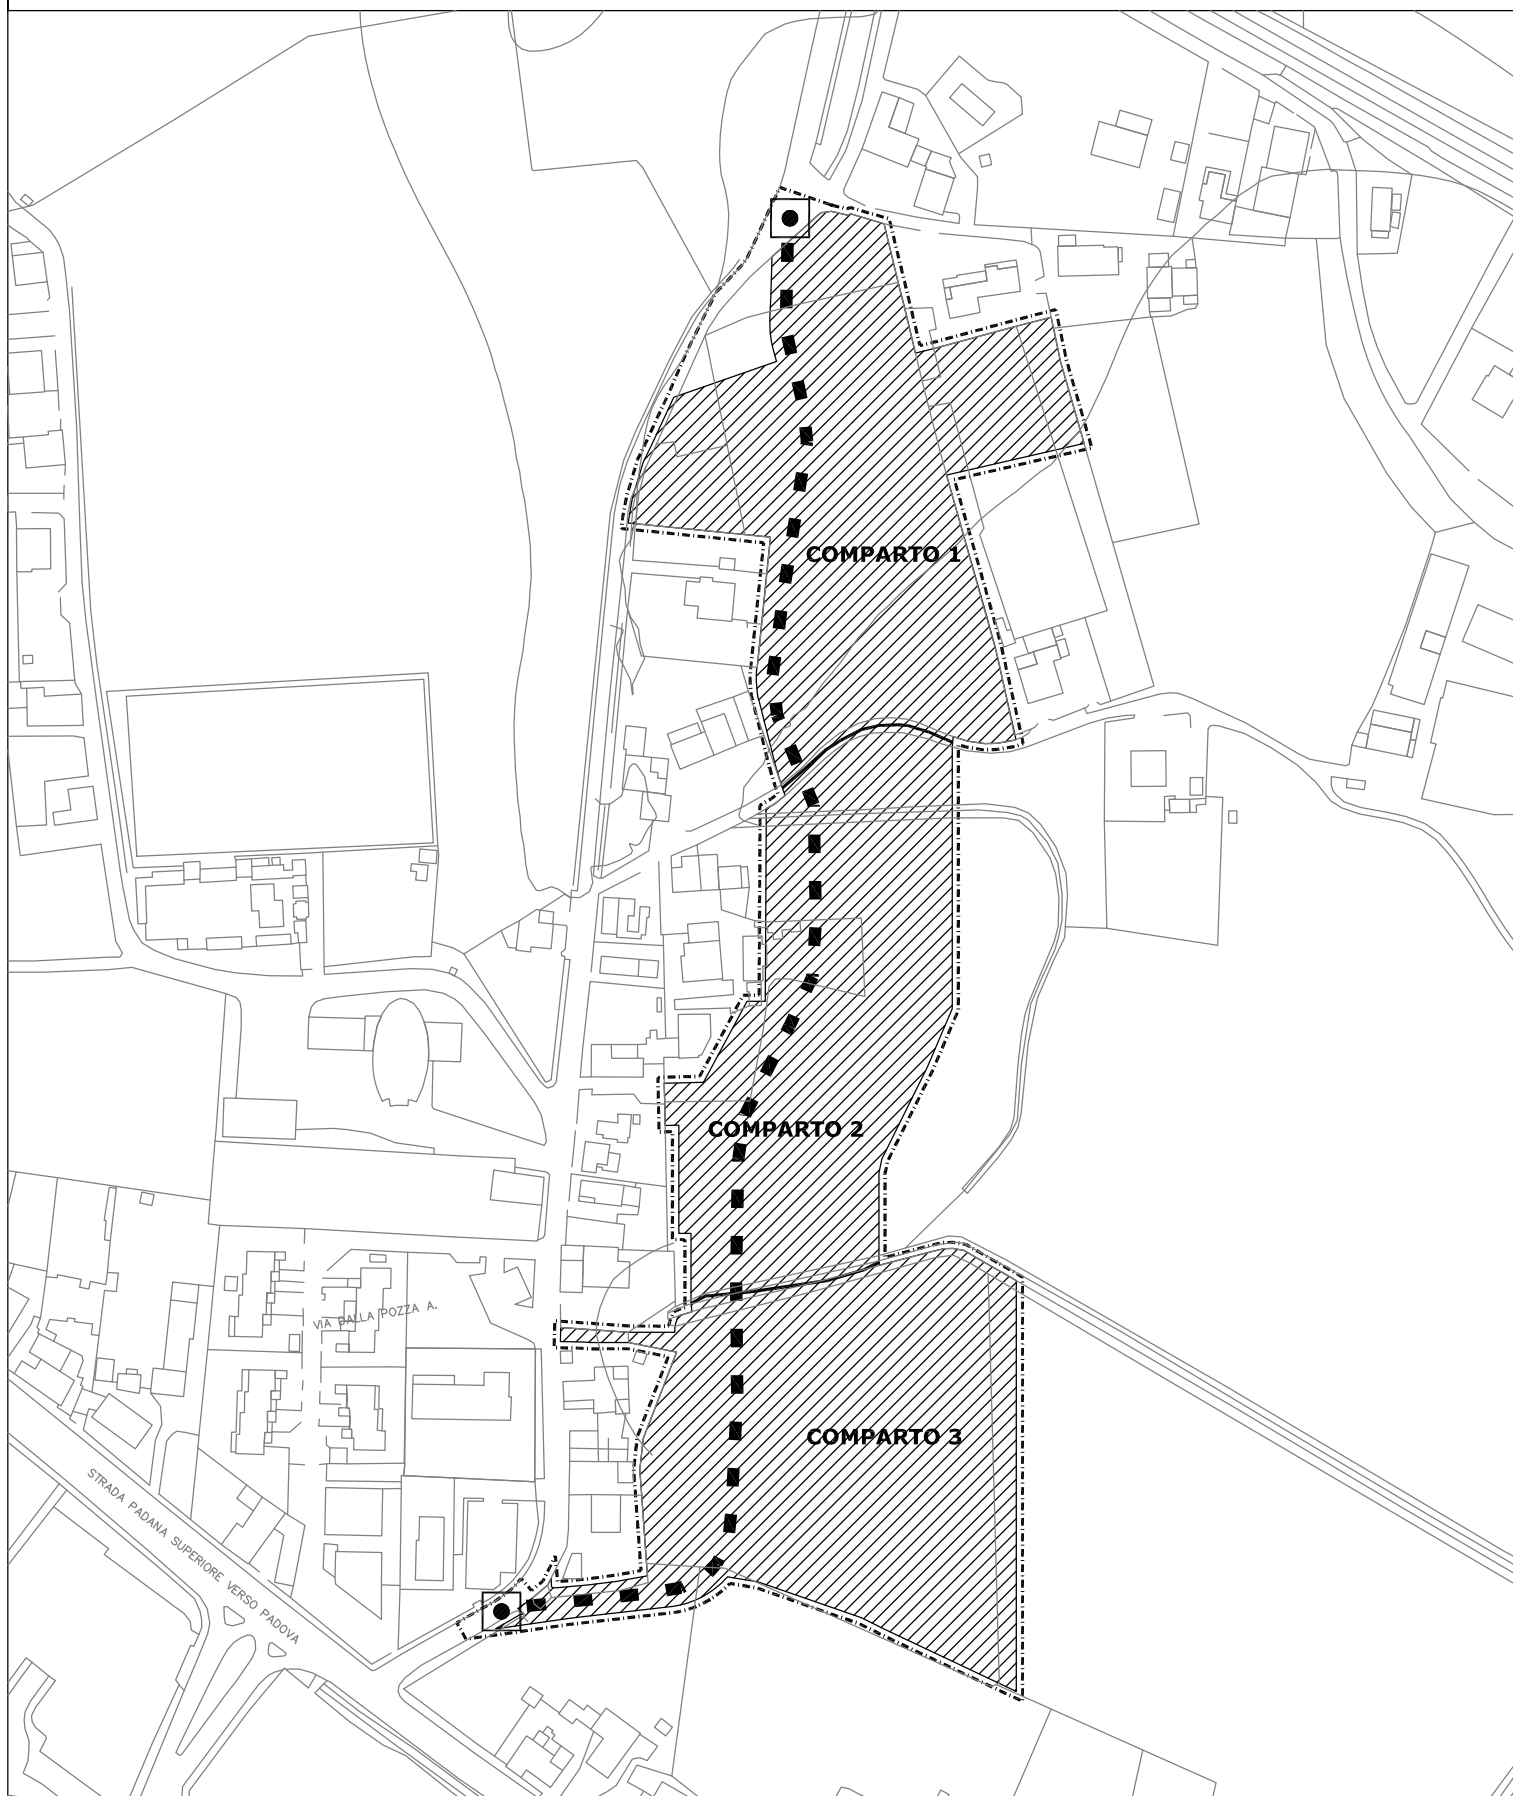 COMPARTO 1
COMPARTO 2
VIA DALLA POZZA A.
COMPARTO 3
STRADA PADANA SUPERIORE VERSO PADOVA